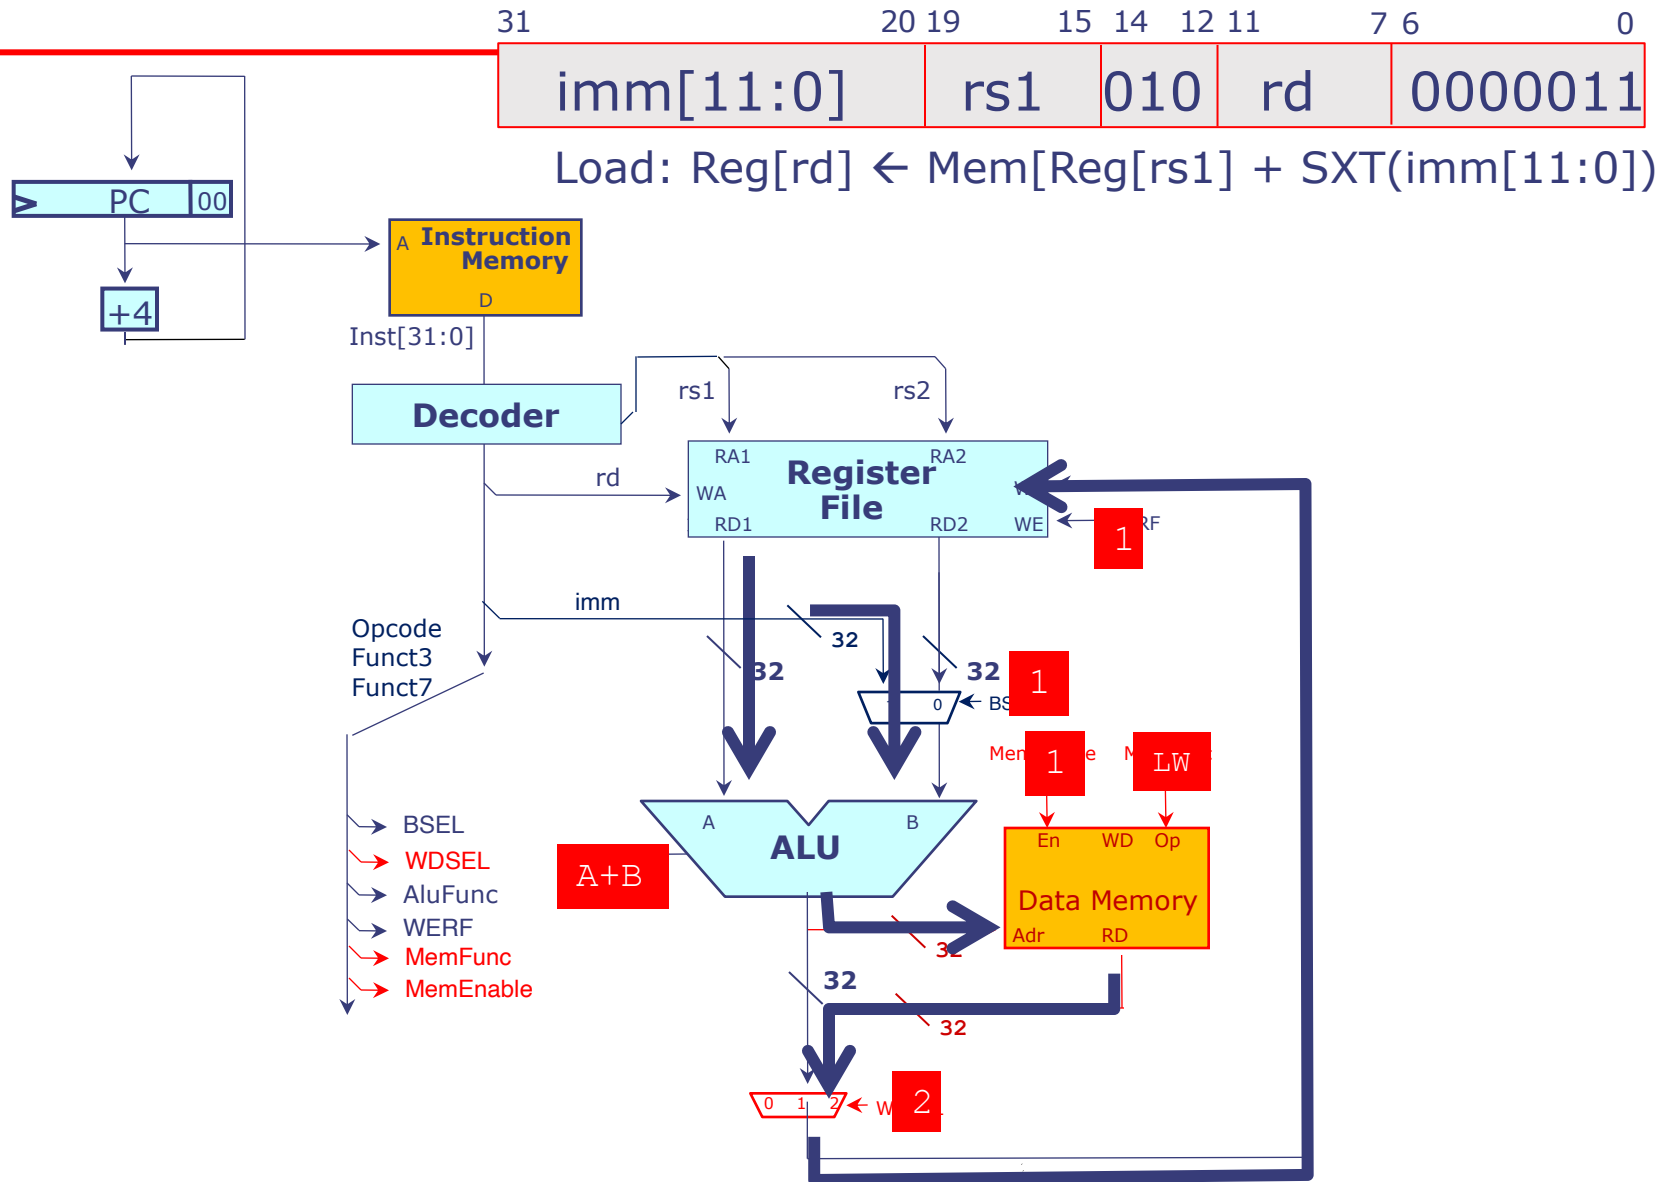 31 20 19 15 14 12 11 7 6 0
imm[11:0] rs1 010 rd 0000011
Load: Reg[rd] ← Mem[Reg[rs1] + SXT(imm[11:0])
PC 00
A Instruction
Memory
D
+4
Inst[31:0]
rs1 rs2
Decoder
RA1 RA2
Register
File
rd
WA
RD1 RD2 WE
1
imm
32
Opcode
Funct3
Funct7
32 32
1
0
1 LW
BSEL
WDSEL
AluFunc
WERF
MemFunc
MemEnable
A B
ALU
A+B
En WD Op
Data Memory
Adr RD
32
32
32
0 1 2
2